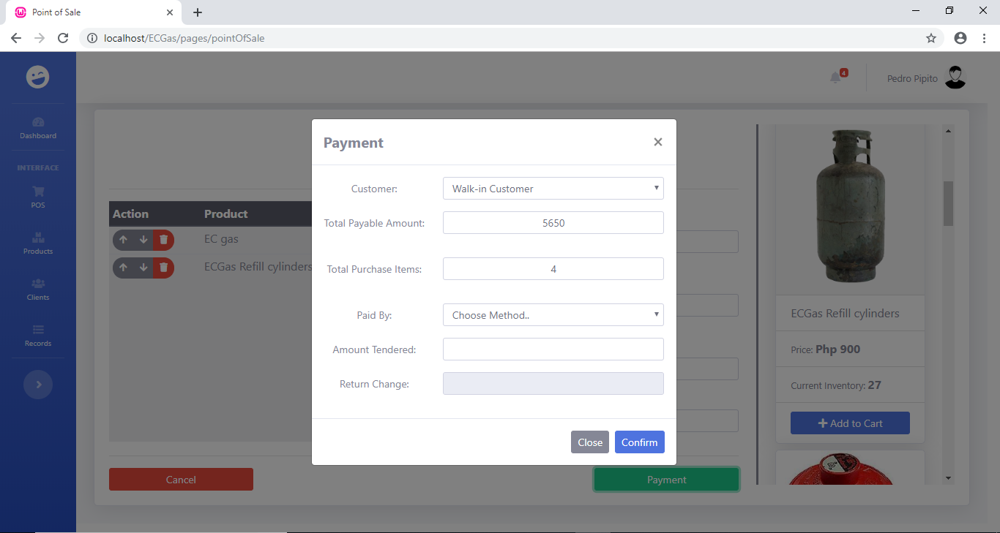 Point of Sale
localhost/ECGas/pages/pointOfSale
4
Pedro Pipito
Dashboard
INTERFACE
POS
Products
Clients
Records
Action Product
EC gas
ECGas Refill cylinders
Cancel
Payment
Payment
×
Customer: Walk-in Customer
Total Payable Amount: 5650
Total Purchase Items: 4
Paid By: Choose Method..
Amount Tendered:
Return Change:
Close Confirm
ECGas Refill cylinders
Price: Php 900
Current Inventory: 27
Add to Cart